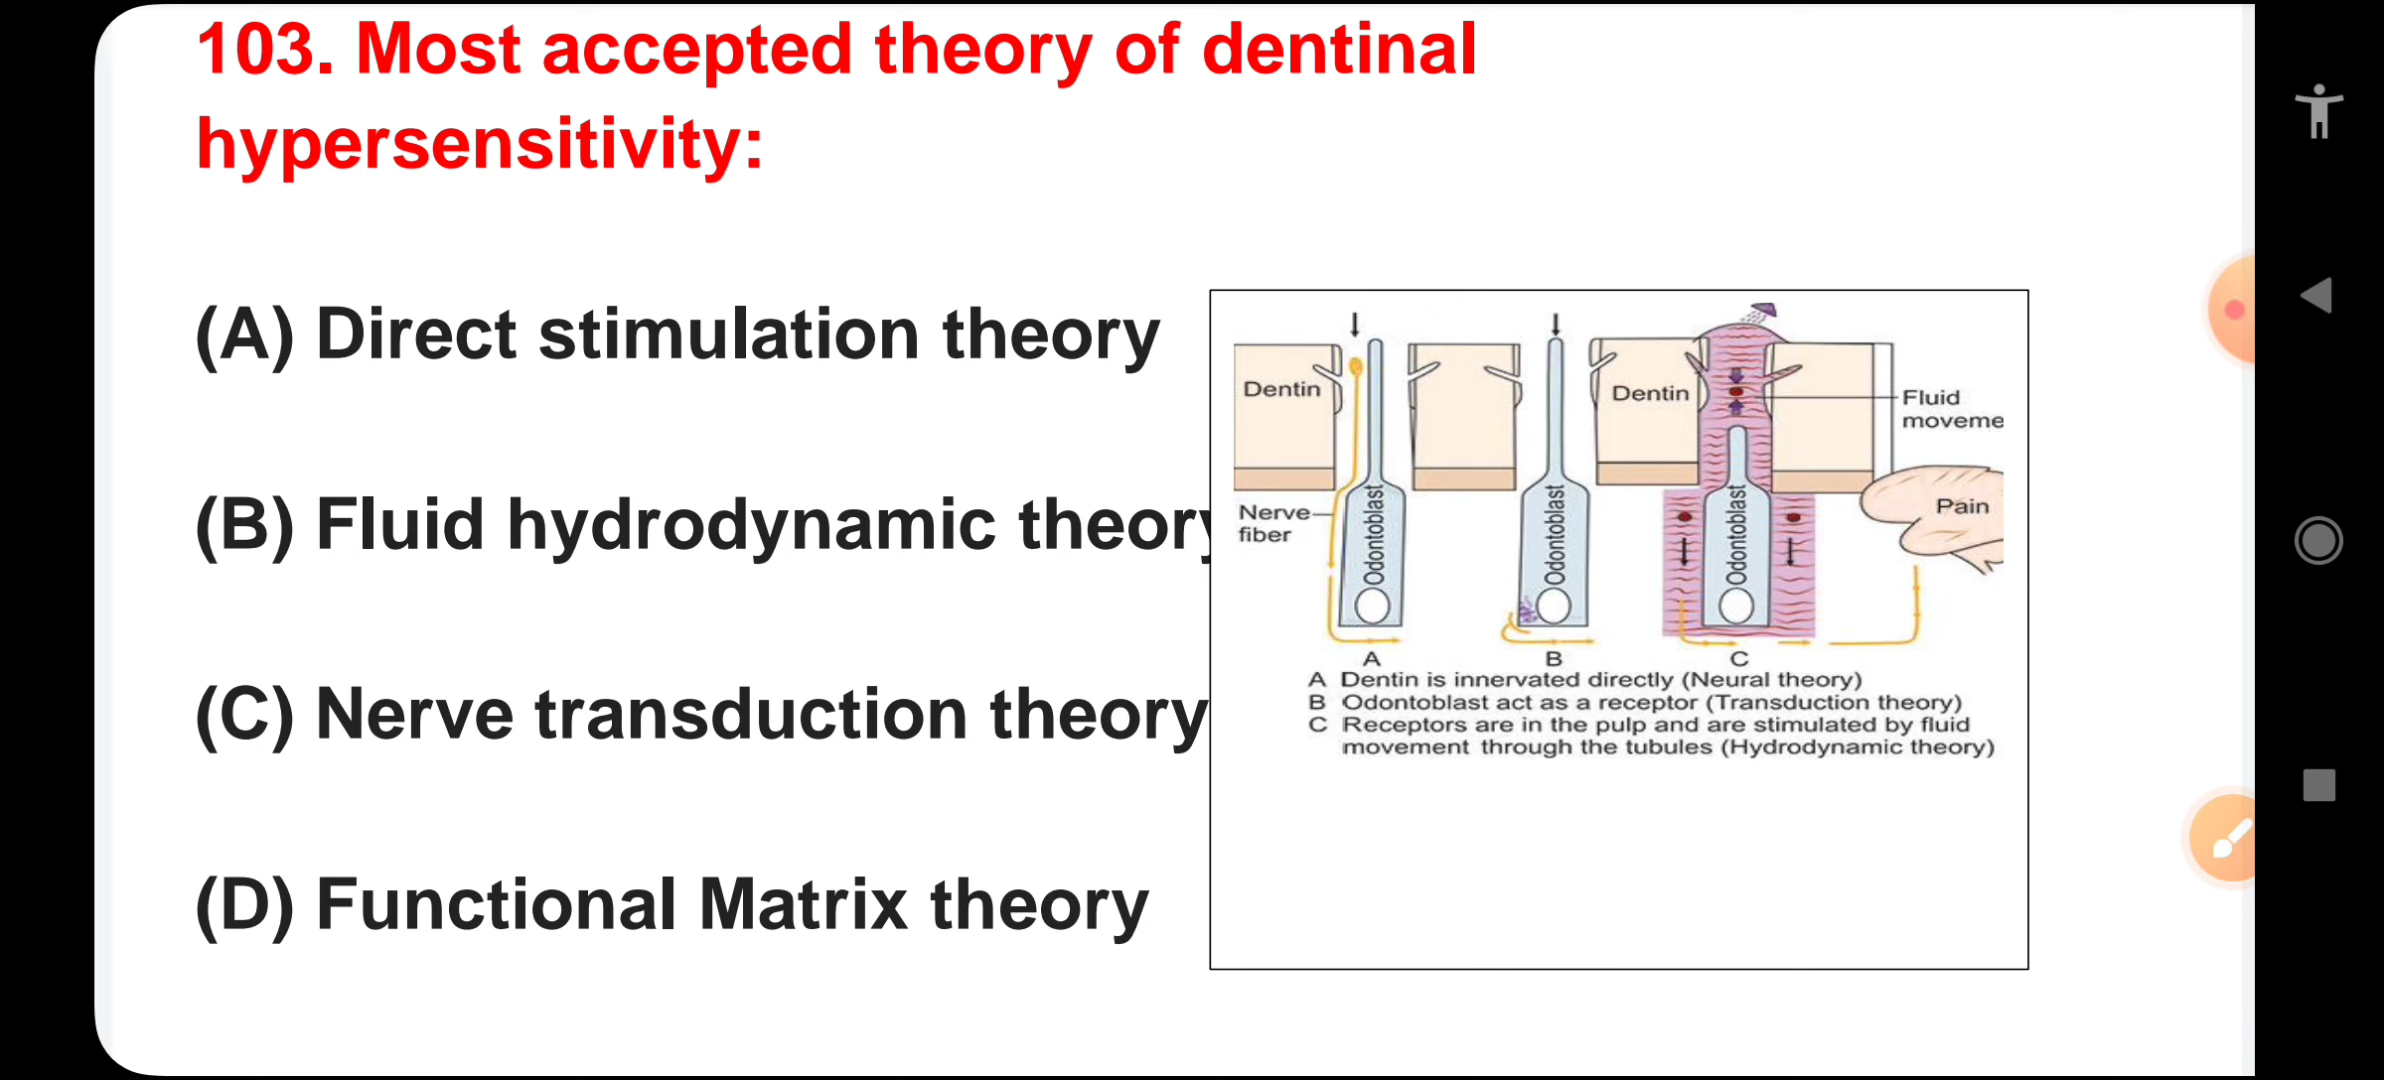 103. Most accepted theory of dentinal
hypersensitivity:
(A) Direct stimulation theory
(B) Fluid hydrodynamic theory
(C) Nerve transduction theory
(D) Functional Matrix theory
Dentin
Dentin
Fluid
moveme
Nerve
fiber
Odontoblast
Odontoblast
Odontoblast
Pain
A
B
C
A Dentin is innervated directly (Neural theory)
B Odontoblast act as a receptor (Transduction theory)
C Receptors are in the pulp and are stimulated by fluid
movement through the tubules (Hydrodynamic theory)